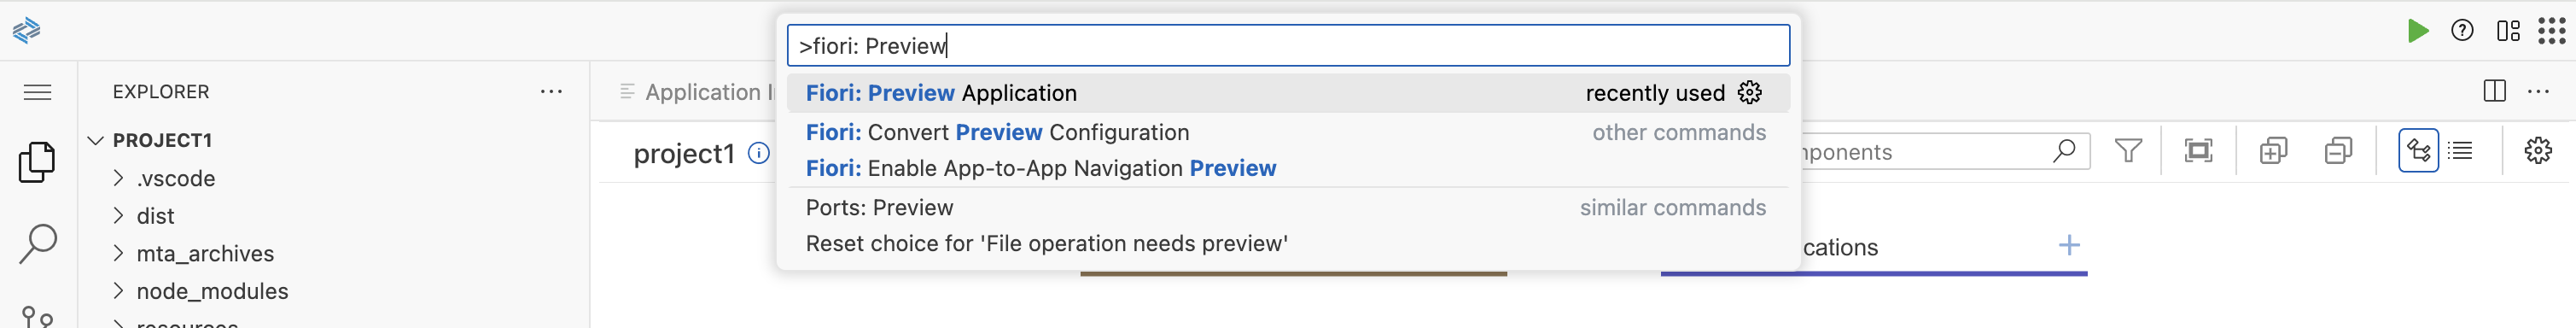 >fiori: Preview
Fiori: Preview Application recently used
Fiori: Convert Preview Configuration other commands
Fiori: Enable App-to-App Navigation Preview
Ports: Preview similar commands
Reset choice for 'File operation needs preview'
EXPLORER
PROJECT1
.vscode
dist
mta_archives
node_modules
Application
project1